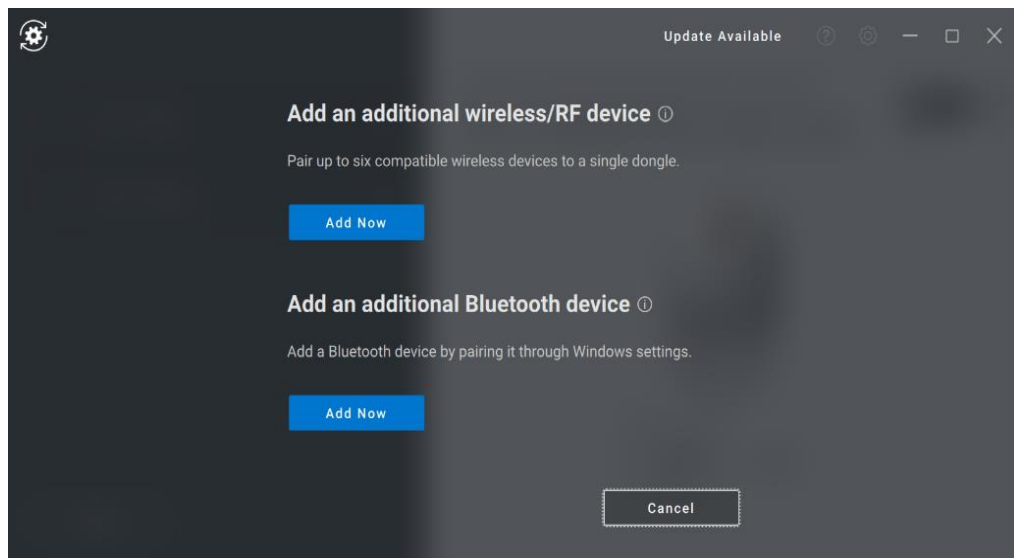 Update Available
Add an additional wireless/RF device
Pair up to six compatible wireless devices to a single dongle.
Add Now
Add an additional Bluetooth device
Add a Bluetooth device by pairing it through Windows settings.
Add Now
Cancel